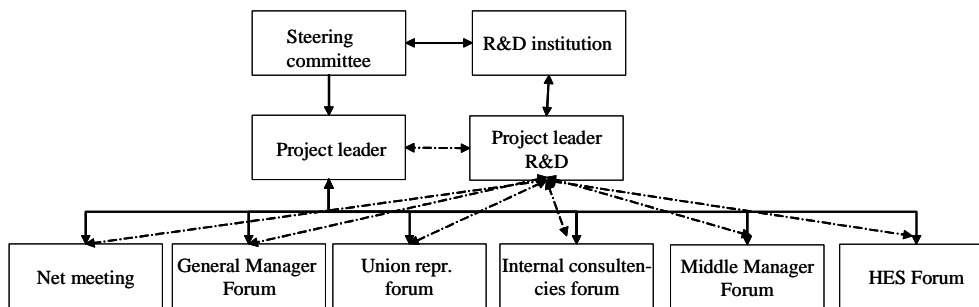 Steering
committee
R&D institution
Project leader
Project leader
R&D
Net meeting
General Manager
Forum
Union repr.
forum
Internal consulten-
cies forum
Middle Manager
Forum
HES Forum